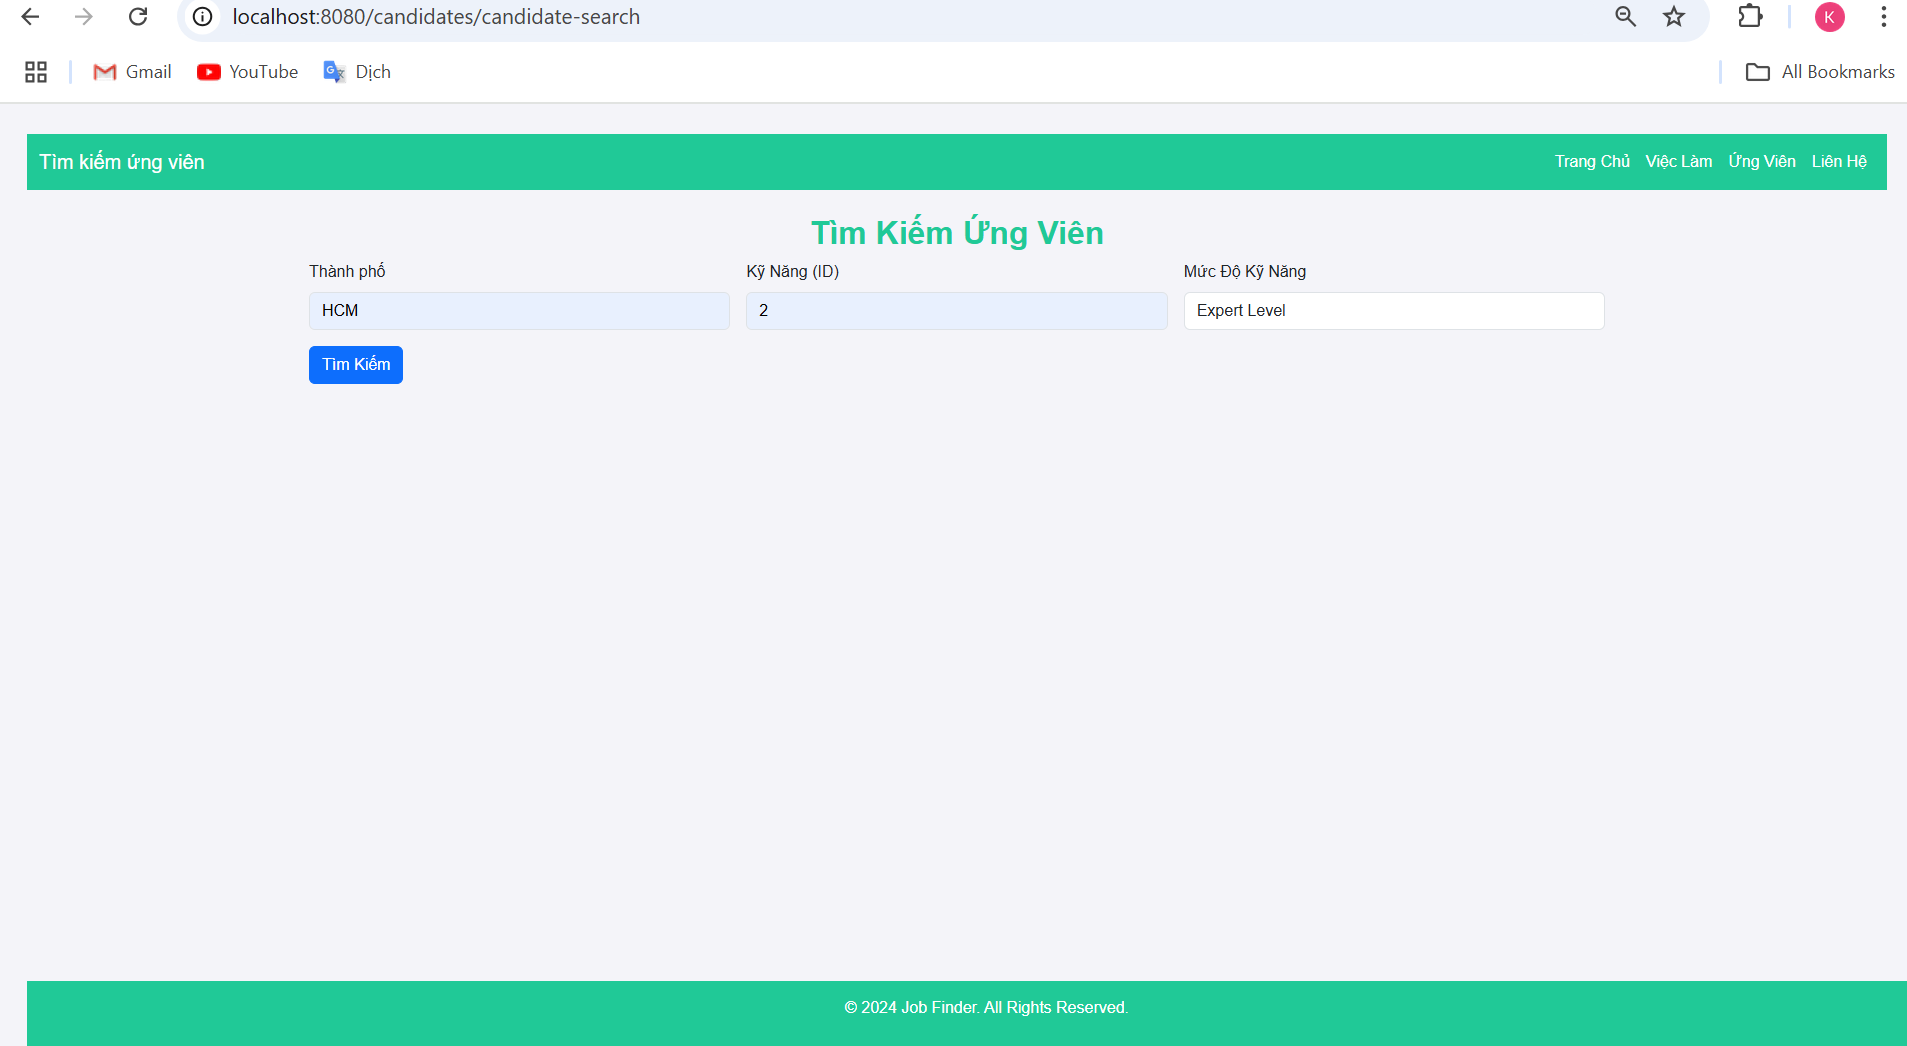 localhost:8080/candidates/candidate-search
K
Gmail YouTube Dịch All Bookmarks
Tìm kiếm ứng viên Trang Chủ Việc Làm Ứng Viên Liên Hệ
Tìm Kiếm Ứng Viên
Thành phố Kỹ Năng (ID) Mức Độ Kỹ Năng
HCM 2 Expert Level
Tìm Kiếm
© 2024 Job Finder. All Rights Reserved.